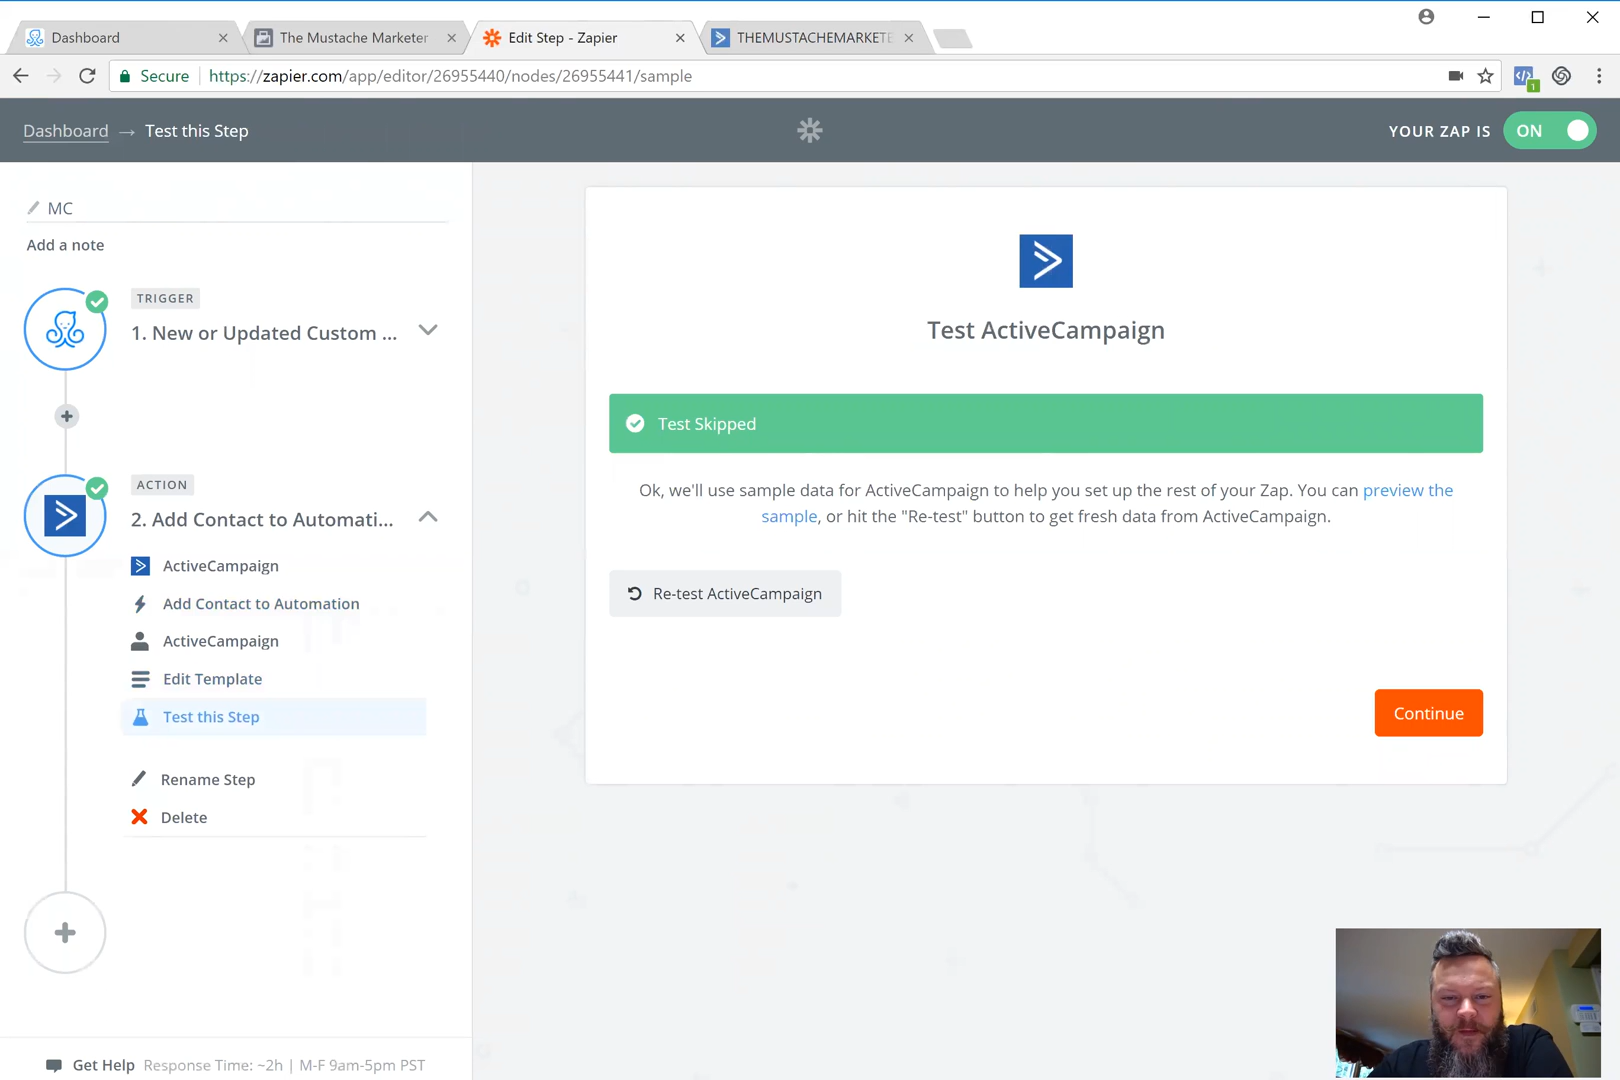 Dashboard
The Mustache Marketer
Edit Step - Zapier
THEMUSTACHEMARKETE
Secure
https://zapier.com/app/editor/26955440/nodes/26955441/sample
1
Dashboard → Test this Step
YOUR ZAP IS
ON
MC
Add a note
TRIGGER
1. New or Updated Custom ...
ACTION
2. Add Contact to Automati...
ActiveCampaign
Add Contact to Automation
ActiveCampaign
Edit Template
Test this Step
Rename Step
Delete
Get Help Response Time: ~2h | M-F 9am-5pm PST
Test ActiveCampaign
Test Skipped
Ok, we'll use sample data for ActiveCampaign to help you set up the rest of your Zap. You can preview the
sample, or hit the "Re-test" button to get fresh data from ActiveCampaign.
Re-test ActiveCampaign
Continue